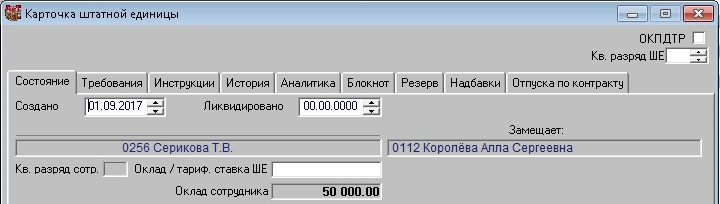 Карточка штатной единицы
ОКПДТР
Кв. разряд ШЕ
Состояние Требования Инструкции История Аналитика Блокнот Резерв Надбавки Отпуска по контракту
Создано 01.09.2017 Ликвидировано 00.00.0000
Замещает:
0256 Серикова Т.В. 0112 Королёва Алла Сергеевна
Кв. разряд сотр. Оклад / тариф. ставка ШЕ
Оклад сотрудника 50 000.00